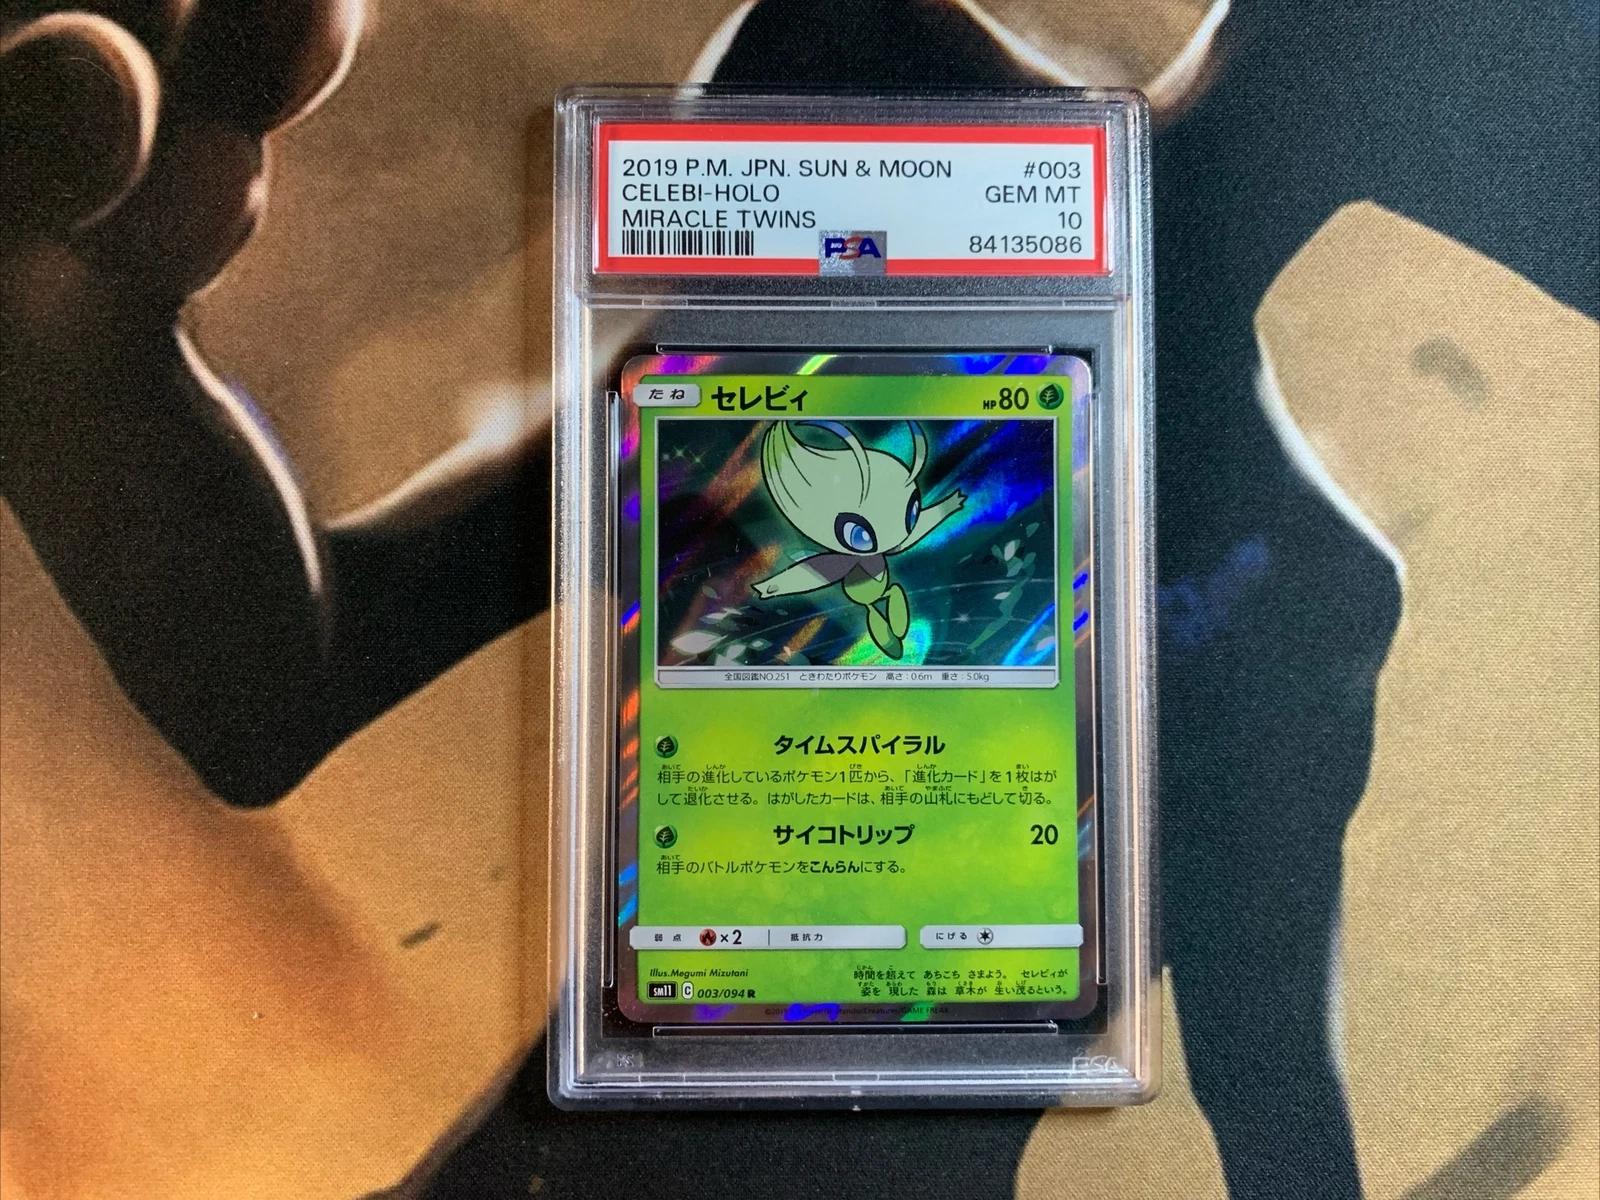 2019 P.M. JPN. SUN & MOON #003
CELEBI-HOLO GEM MT
MIRACLE TWINS 10
PSA 84135086
たね セレビィ HP80
全国図鑑NO.251 ときわたりポケモン 高さ:0.6m 重さ:5.0kg
タイムスパイラル
相手の進化しているポケモン1匹から、「進化カード」を1枚はが
して退化させる。はがしたカードは、相手の山札にもどして切る。
サイコトリップ 20
相手のバトルポケモンをこんらんにする。
弱点 ×2 抵抗力 にげる
Illus.Megumi Mizutani
時間を超えて あちこち さまよう。 セレビィが
姿を 現した 森は 草木が 生い茂るという。
SM11 C 003/094 R
PSA